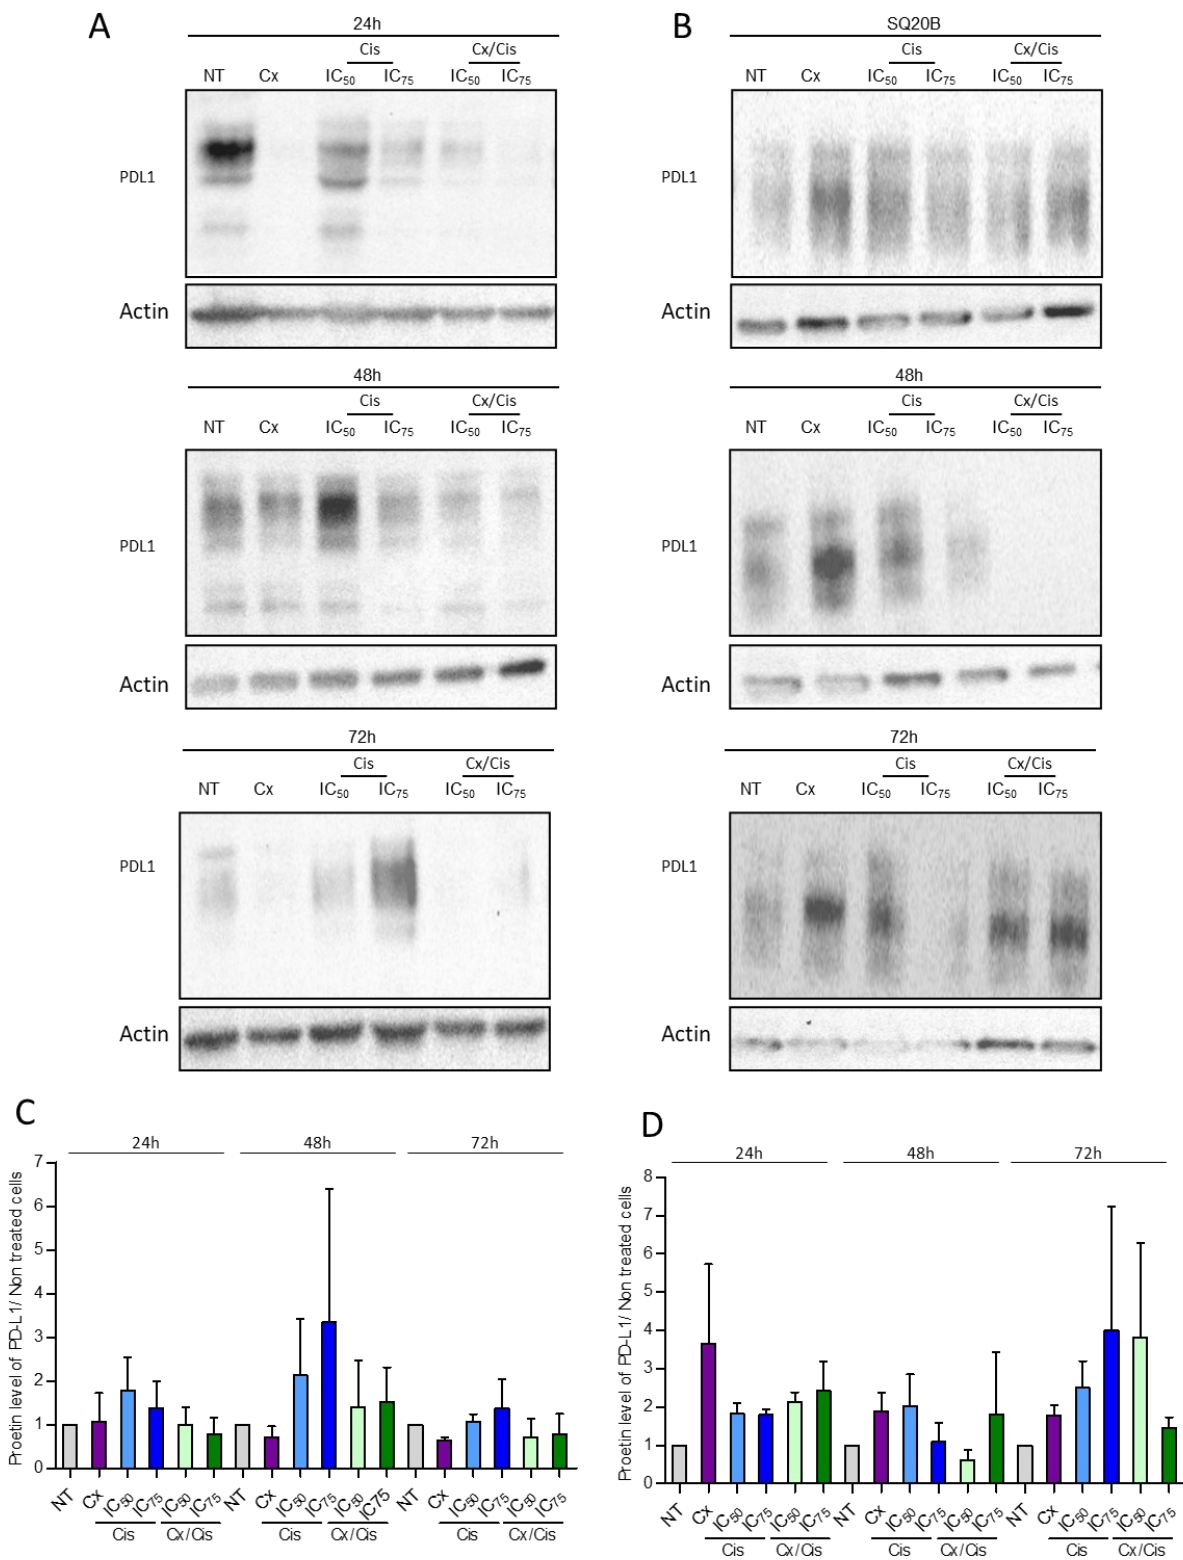 A
24h
Cis
Cx/Cis
NT Cx IC50 IC75 IC50 IC75
PDL1
Actin
48h
Cis
Cx/Cis
NT Cx IC50 IC75 IC50 IC75
PDL1
Actin
72h
Cis
Cx/Cis
NT Cx IC50 IC75 IC50 IC75
PDL1
Actin
B
SQ20B
Cis
Cx/Cis
NT Cx IC50 IC75 IC50 IC75
PDL1
Actin
48h
Cis
Cx/Cis
NT Cx IC50 IC75 IC50 IC75
PDL1
Actin
72h
Cis
Cx/Cis
NT Cx IC50 IC75 IC50 IC75
PDL1
Actin
C
24h 48h 72h
Proetin level of PD-L1/ Non treated cells
7
6
5
4
3
2
1
0
NT Cx IC50 IC75 IC50 IC75 NT Cx IC50 IC75 IC50 IC75 NT Cx IC50 IC75 IC50 IC75
Cis Cx/Cis Cis Cx/Cis Cis Cx/Cis
D
24h 48h 72h
Proetin level of PD-L1/ Non treated cells
8
7
6
5
4
3
2
1
0
NT Cx IC50 IC75 IC50 IC75 NT Cx IC50 IC75 IC50 IC75 NT Cx IC50 IC75 IC50 IC75
Cis Cx/Cis Cis Cx/Cis Cis Cx/Cis